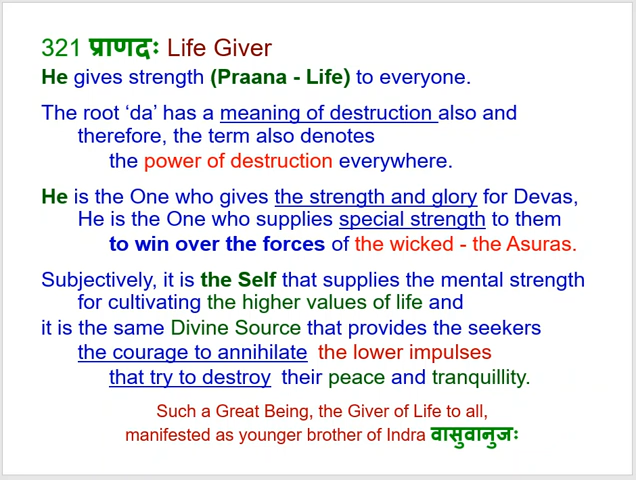 321 प्राणदः Life Giver
He gives strength (Praana - Life) to everyone.
The root ‘da’ has a meaning of destruction also and
therefore, the term also denotes
the power of destruction everywhere.
He is the One who gives the strength and glory for Devas,
He is the One who supplies special strength to them
to win over the forces of the wicked - the Asuras.
Subjectively, it is the Self that supplies the mental strength
for cultivating the higher values of life and
it is the same Divine Source that provides the seekers
the courage to annihilate the lower impulses
that try to destroy their peace and tranquillity.
Such a Great Being, the Giver of Life to all,
manifested as younger brother of Indra वासुवानुजः